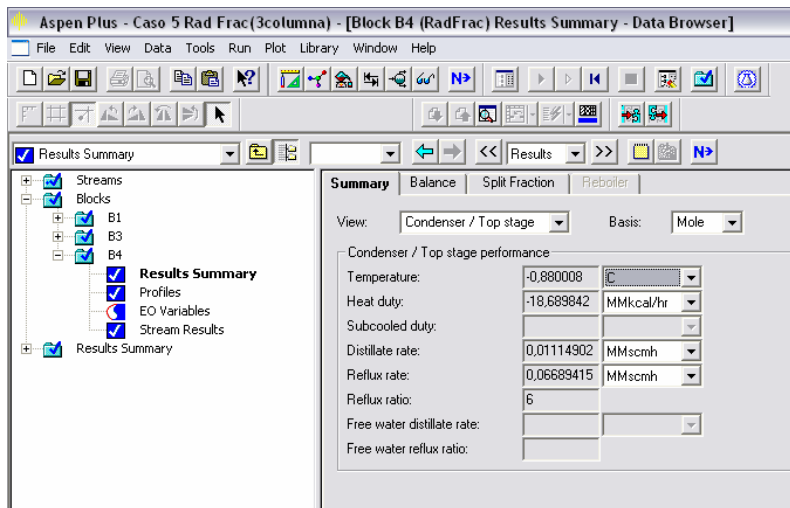 Aspen Plus - Caso 5 Rad Frac(3columna) - [Block B4 (RadFrac) Results Summary - Data Browser]
File Edit View Data Tools Run Plot Library Window Help
N>
Results Summary
<< Results >> N>
Streams
Blocks
B1
B3
B4
Results Summary
Profiles
EO Variables
Stream Results
Results Summary
Summary Balance Split Fraction Reboiler
View: Condenser / Top stage Basis: Mole
Condenser / Top stage performance
Temperature: -0,880008 C
Heat duty: -18,689842 MMkcal/hr
Subcooled duty:
Distillate rate: 0,01114902 MMscmh
Reflux rate: 0,06689415 MMscmh
Reflux ratio: 6
Free water distillate rate:
Free water reflux ratio: